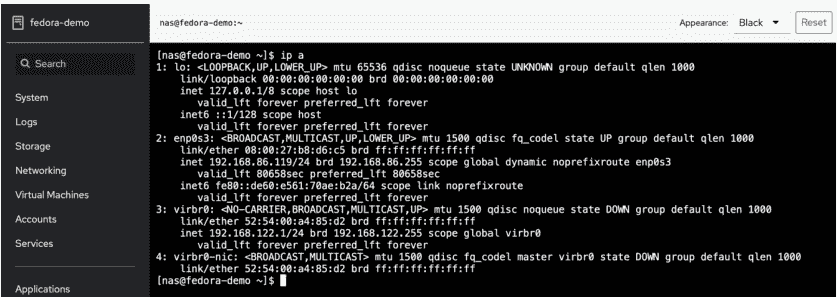 fedora-demo
nas@fedora-demo:~
Appearance: Black Reset
Search
System
Logs
Storage
Networking
Virtual Machines
Accounts
Services
Applications
[nas@fedora-demo ~]$ ip a
1: lo: <LOOPBACK,UP,LOWER_UP> mtu 65536 qdisc noqueue state UNKNOWN group default qlen 1000
link/loopback 00:00:00:00:00:00 brd 00:00:00:00:00:00
inet 127.0.0.1/8 scope host lo
valid_lft forever preferred_lft forever
inet6 ::1/128 scope host
valid_lft forever preferred_lft forever
2: enp0s3: <BROADCAST,MULTICAST,UP,LOWER_UP> mtu 1500 qdisc fq_codel state UP group default qlen 1000
link/ether 08:00:27:b8:d6:c5 brd ff:ff:ff:ff:ff:ff
inet 192.168.86.119/24 brd 192.168.86.255 scope global dynamic noprefixroute enp0s3
valid_lft 80658sec preferred_lft 80658sec
inet6 fe80::de60:e561:70ae:b2a/64 scope link noprefixroute
valid_lft forever preferred_lft forever
3: virbr0: <NO-CARRIER,BROADCAST,MULTICAST,UP> mtu 1500 qdisc noqueue state DOWN group default qlen 1000
link/ether 52:54:00:a4:85:d2 brd ff:ff:ff:ff:ff:ff
inet 192.168.122.1/24 brd 192.168.122.255 scope global virbr0
valid_lft forever preferred_lft forever
4: virbr0-nic: <BROADCAST,MULTICAST> mtu 1500 qdisc fq_codel master virbr0 state DOWN group default qlen 1000
link/ether 52:54:00:a4:85:d2 brd ff:ff:ff:ff:ff:ff
[nas@fedora-demo ~]$